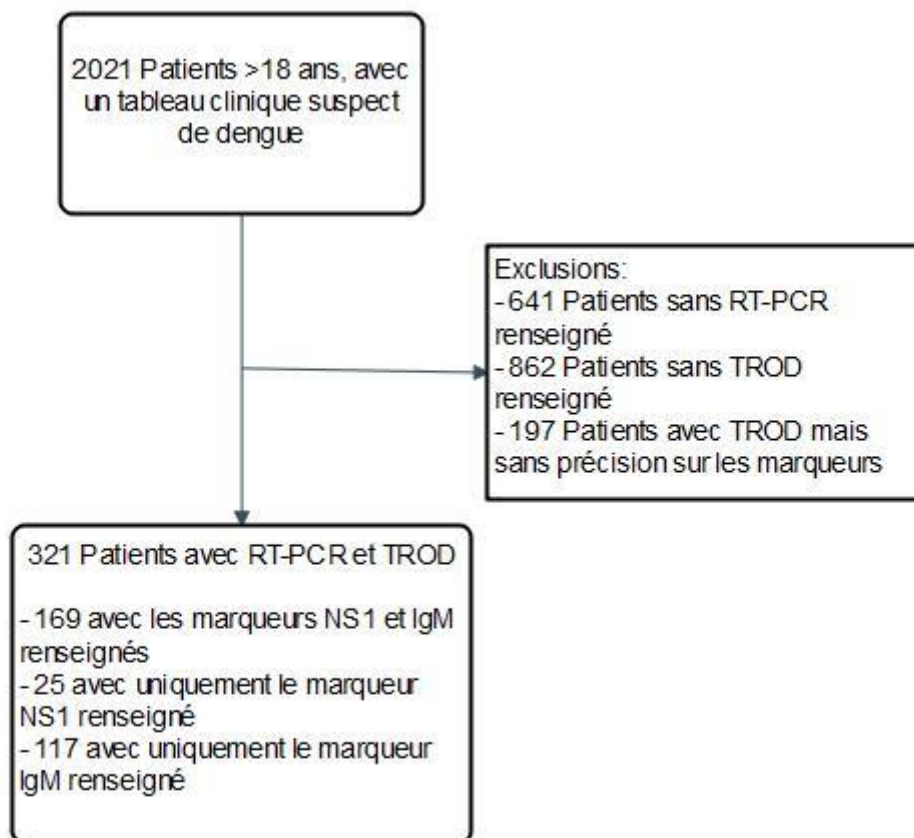 2021 Patients >18 ans, avec
un tableau clinique suspect
de dengue
Exclusions:
- 641 Patients sans RT-PCR
renseigné
- 862 Patients sans TROD
renseigné
- 197 Patients avec TROD mais
sans précision sur les marqueurs
321 Patients avec RT-PCR et TROD
- 169 avec les marqueurs NS1 et IgM
renseignés
- 25 avec uniquement le marqueur
NS1 renseigné
- 117 avec uniquement le marqueur
IgM renseigné